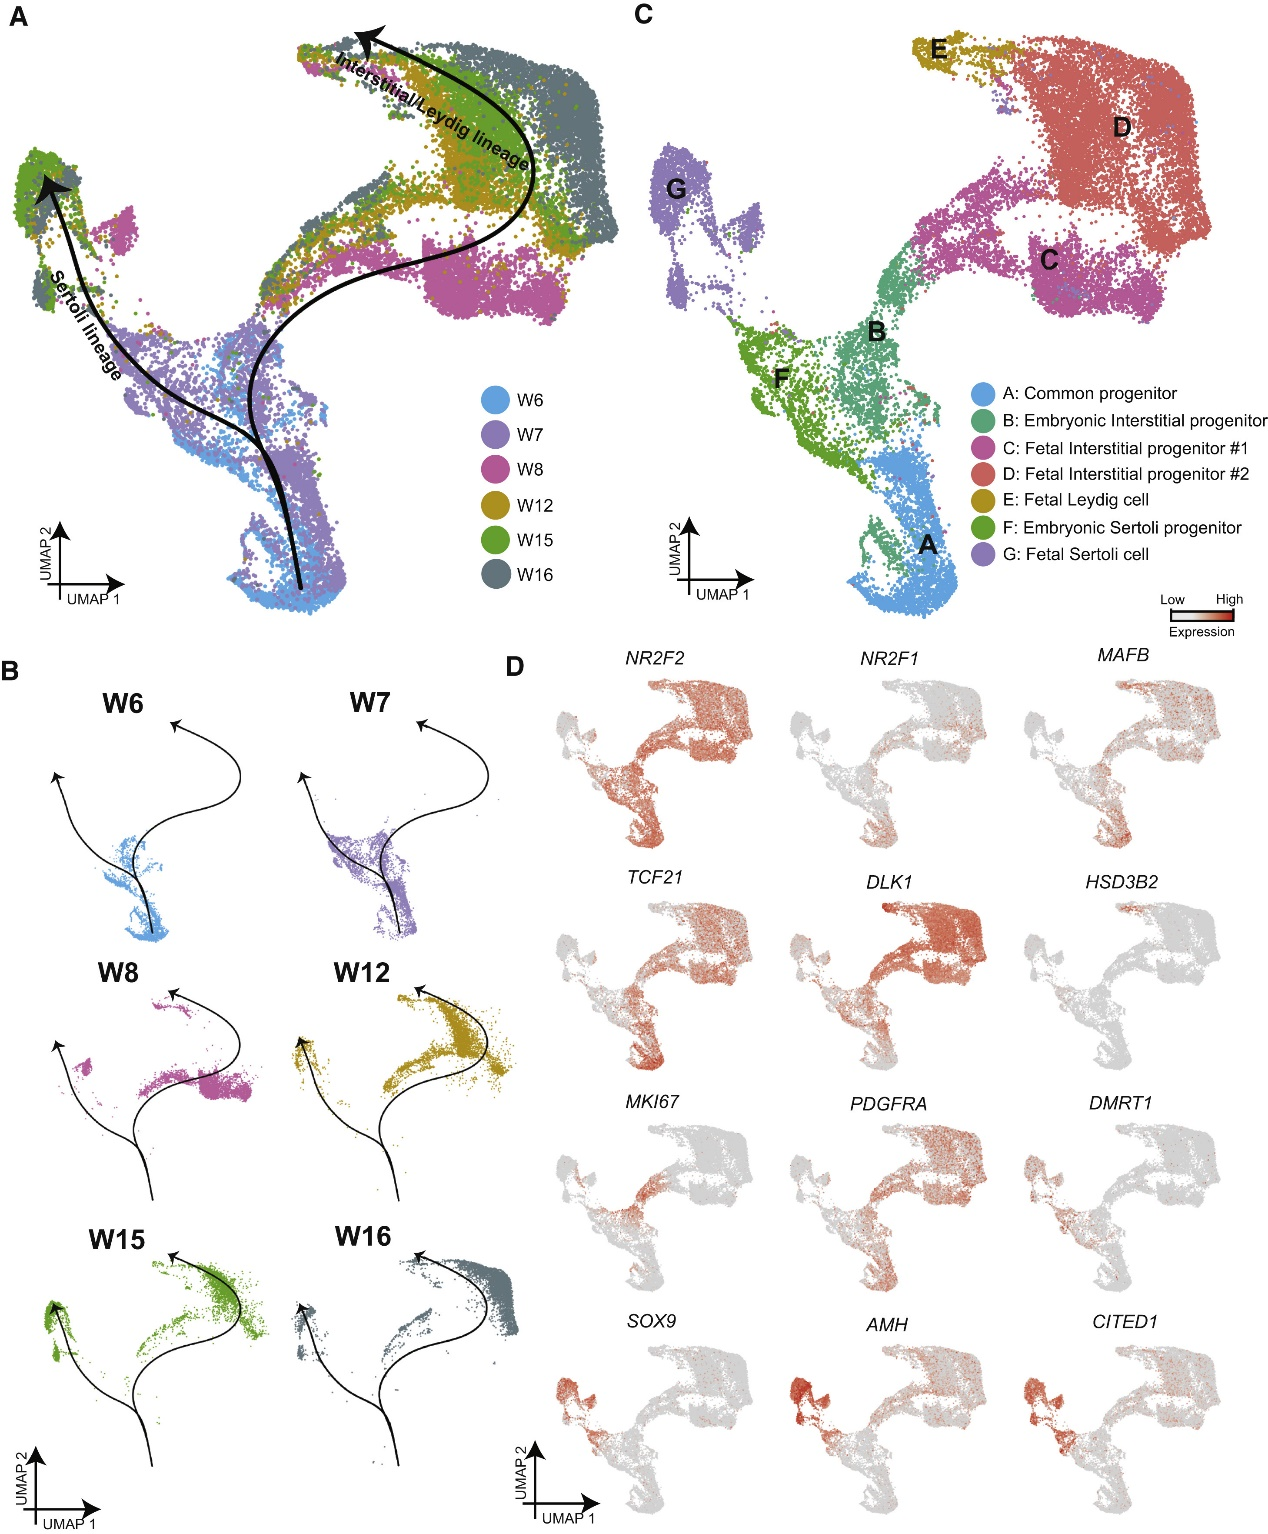 A
Interstitial/Leydig lineage
Sertoli lineage
W6
W7
W8
W12
W15
W16
UMAP 2
UMAP 1
C
E
D
G
C
B
F
A
A: Common progenitor
B: Embryonic Interstitial progenitor
C: Fetal Interstitial progenitor #1
D: Fetal Interstitial progenitor #2
E: Fetal Leydig cell
F: Embryonic Sertoli progenitor
G: Fetal Sertoli cell
UMAP 2
UMAP 1
Low High
Expression
B
W6 W7
W8 W12
W15 W16
UMAP 2
UMAP 1
D
NR2F2 NR2F1 MAFB
TCF21 DLK1 HSD3B2
MKI67 PDGFRA DMRT1
SOX9 AMH CITED1
UMAP 2
UMAP 1